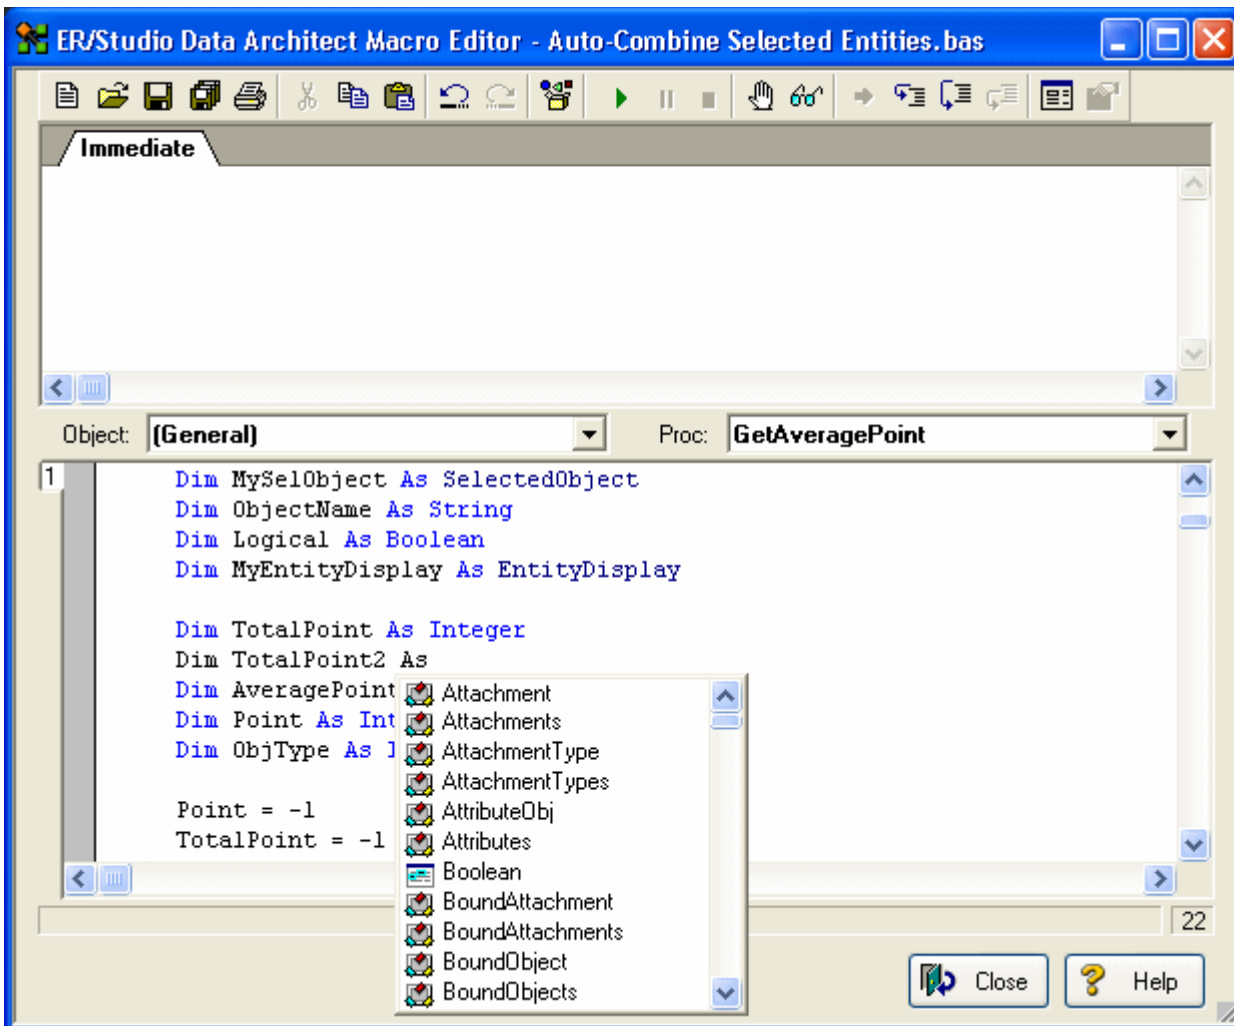 ER/Studio Data Architect Macro Editor - Auto-Combine Selected Entities.bas
Immediate
Object: (General) Proc: GetAveragePoint
1
Dim MySelObject As SelectedObject
Dim ObjectName As String
Dim Logical As Boolean
Dim MyEntityDisplay As EntityDisplay
Dim TotalPoint As Integer
Dim TotalPoint2 As
Dim AveragePoint
Dim Point As Int
Dim ObjType As I
Point = -1
TotalPoint = -1
Attachment
Attachments
AttachmentType
AttachmentTypes
AttributeObj
Attributes
Boolean
BoundAttachment
BoundAttachments
BoundObject
BoundObjects
22
Close Help